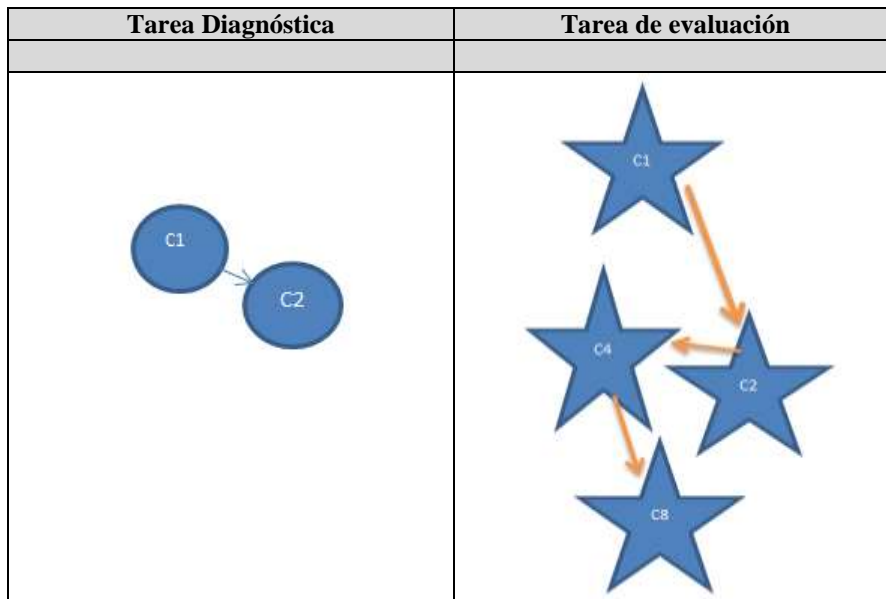 Tarea Diagnóstica
Tarea de evaluación
C1
C2
C1
C4
C2
C8